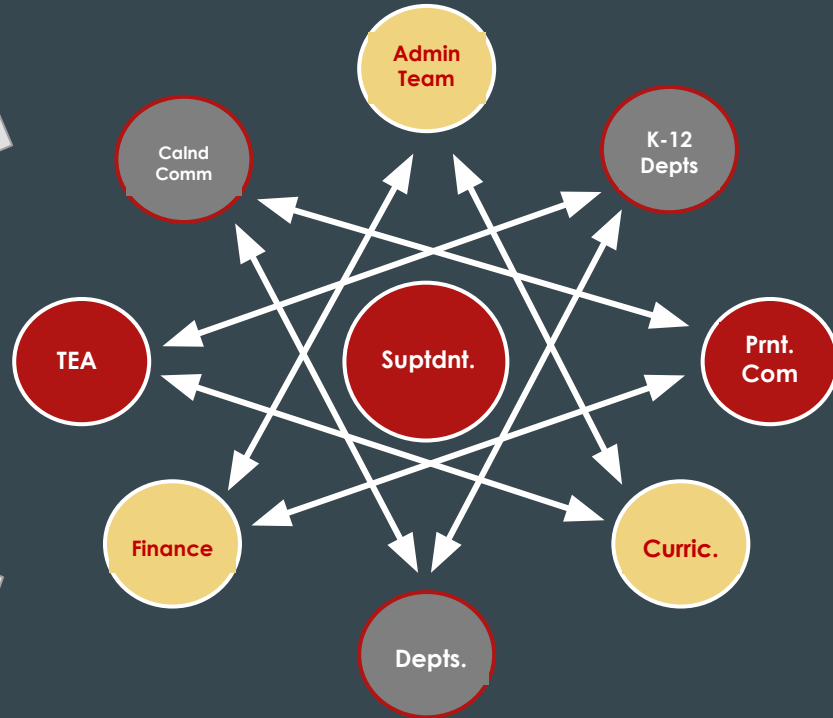 Admin
Team
K-12
Depts
Calnd
Comm
TEA
Suptdnt.
Prnt.
Com
Finance
Curric.
Depts.